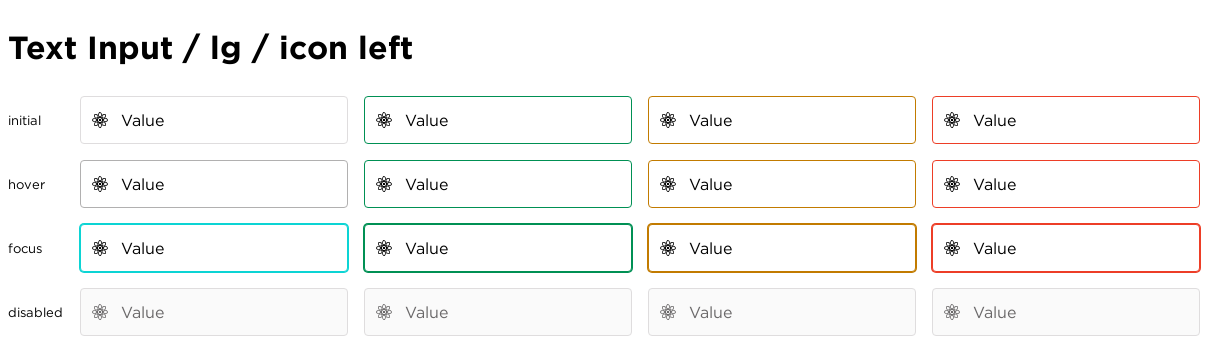 Text Input / lg / icon left
initial Value Value Value Value
hover Value Value Value Value
focus Value Value Value Value
disabled Value Value Value Value